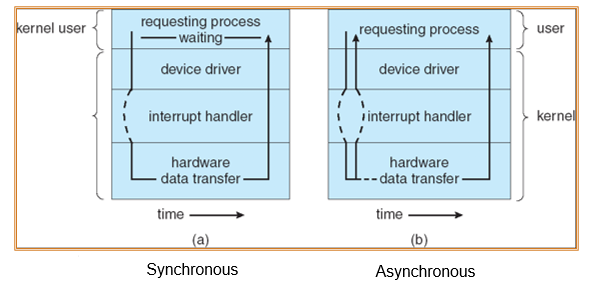 kernel user
requesting process
waiting
device driver
interrupt handler
hardware
data transfer
time
(a)
requesting process
user
device driver
interrupt handler
kernel
hardware
data transfer
time
(b)
Synchronous
Asynchronous